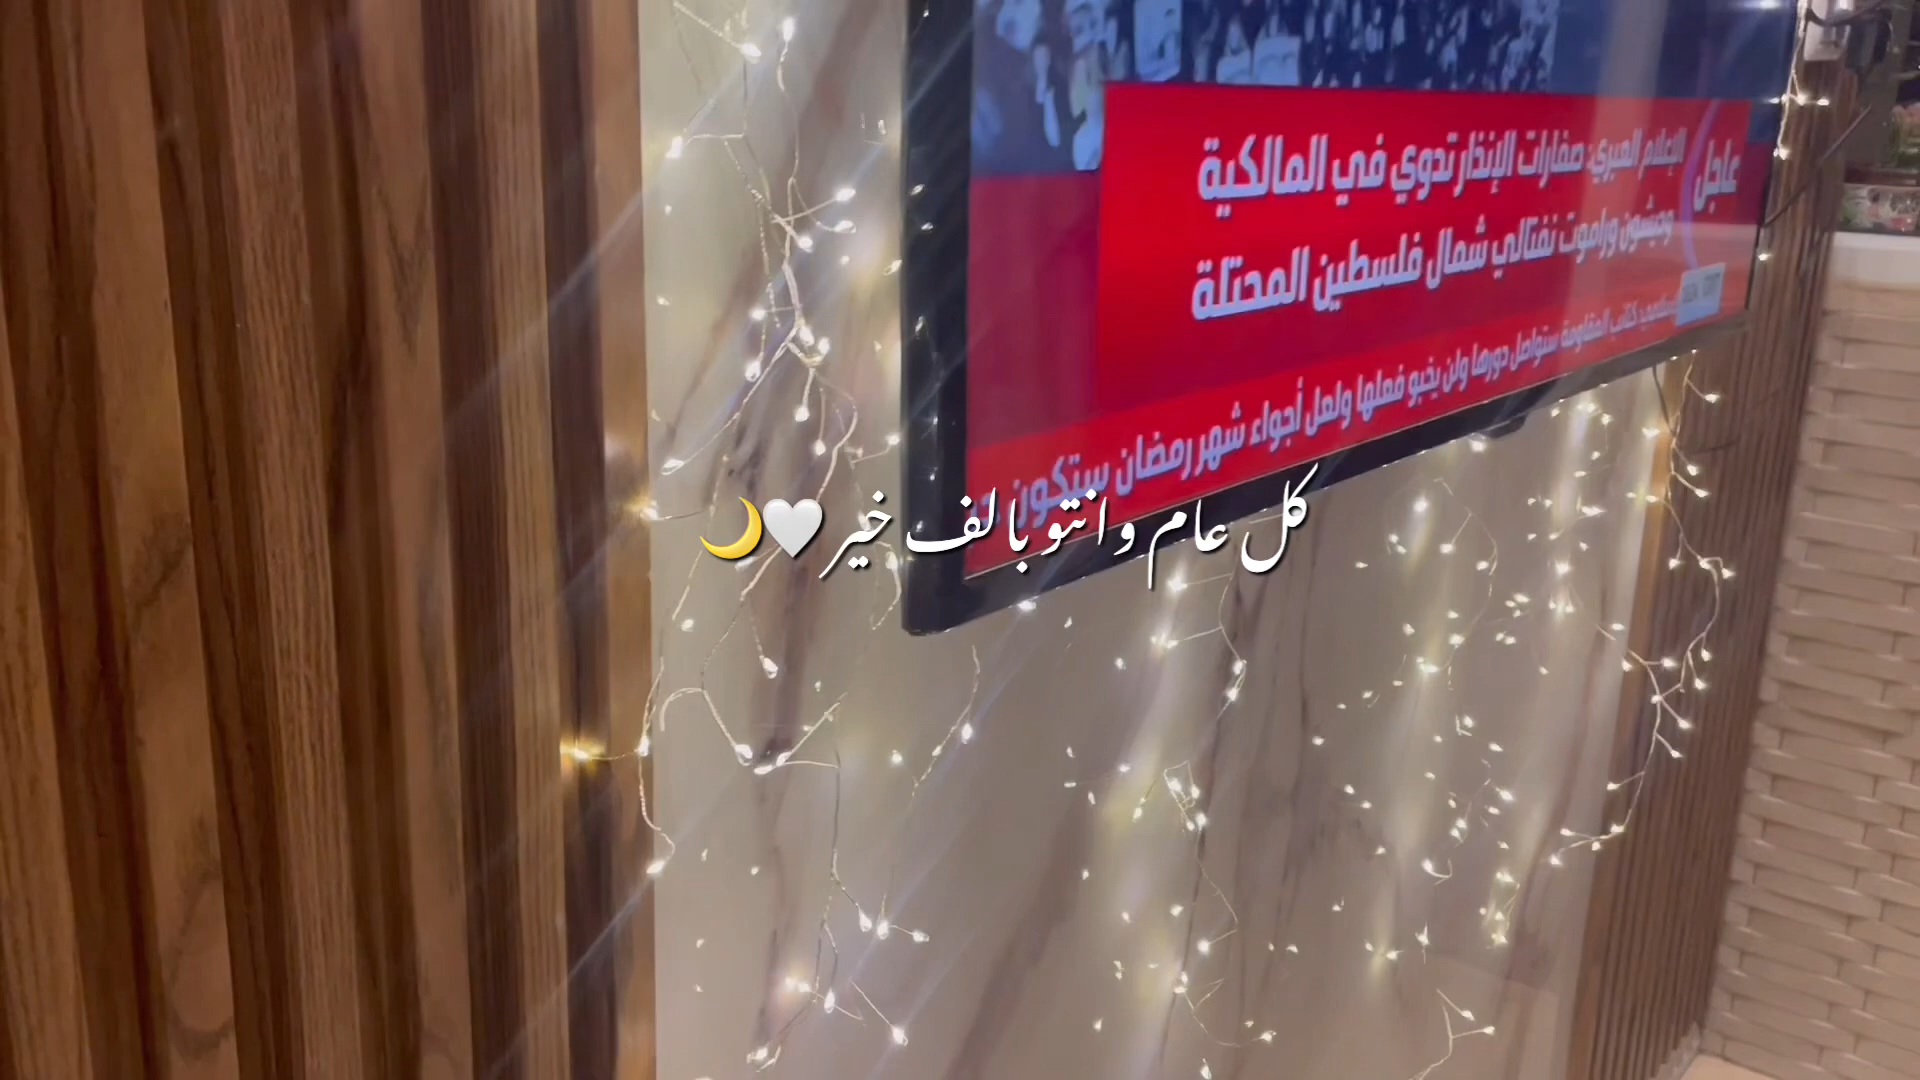 عاجل
الإعلام العبري: صفارات الإنذار تدوي في المالكية
وديشون وراموت نفتالي شمال فلسطين المحتلة
كتائب المقاومة ستواصل دورها ولن يخبو فعلها ولعل أجواء شهر رمضان ستكون
كل عام وانتو بالف خير🤍🌙